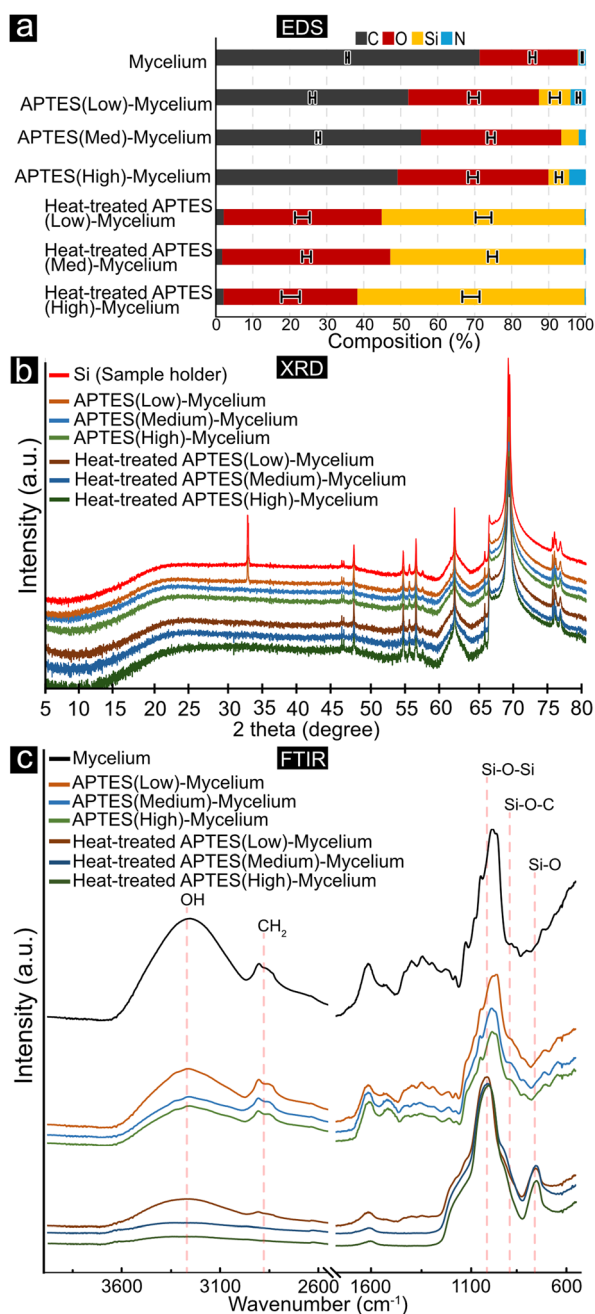 a
EDS
C O Si N
Mycelium
APTES(Low)-Mycelium
APTES(Med)-Mycelium
APTES(High)-Mycelium
Heat-treated APTES
(Low)-Mycelium
Heat-treated APTES
(Med)-Mycelium
Heat-treated APTES
(High)-Mycelium
0 10 20 30 40 50 60 70 80 90 100
Composition (%)
b
XRD
Si (Sample holder)
APTES(Low)-Mycelium
APTES(Medium)-Mycelium
APTES(High)-Mycelium
Heat-treated APTES(Low)-Mycelium
Heat-treated APTES(Medium)-Mycelium
Heat-treated APTES(High)-Mycelium
Intensity (a.u.)
5 10 15 20 25 30 35 40 45 50 55 60 65 70 75 80
2 theta (degree)
c
FTIR
Mycelium
APTES(Low)-Mycelium
APTES(Medium)-Mycelium
APTES(High)-Mycelium
Heat-treated APTES(Low)-Mycelium
Heat-treated APTES(Medium)-Mycelium
Heat-treated APTES(High)-Mycelium
Si-O-Si
Si-O-C
Si-O
OH
CH₂
Intensity (a.u.)
3600 3100 2600 1600 1100 600
Wavenumber (cm⁻¹)